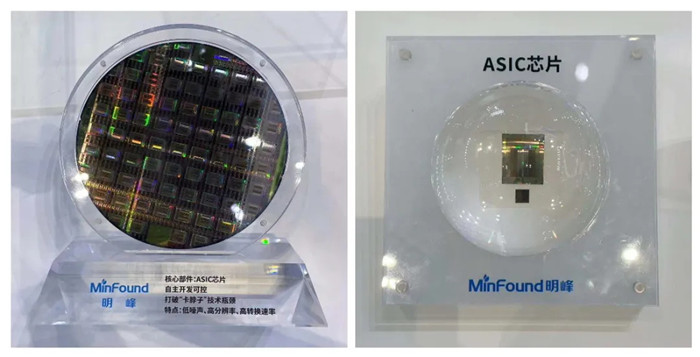 MinFound
明峰
核心部件:ASIC芯片
自主开发可控
打破“卡脖子”技术瓶颈
特点:低噪声、高分辨率、高转换速率
ASIC芯片
MinFound明峰